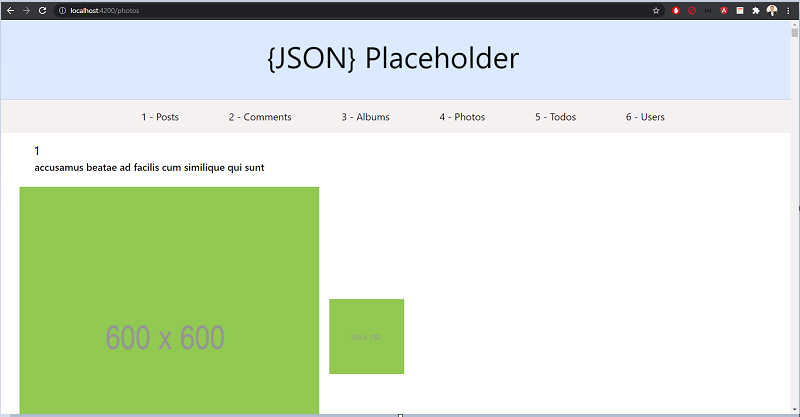 localhost:4200/photos
{JSON} Placeholder
1 - Posts 2 - Comments 3 - Albums 4 - Photos 5 - Todos 6 - Users
1
accusamus beatae ad facilis cum similique qui sunt
600 x 600
150 x 150